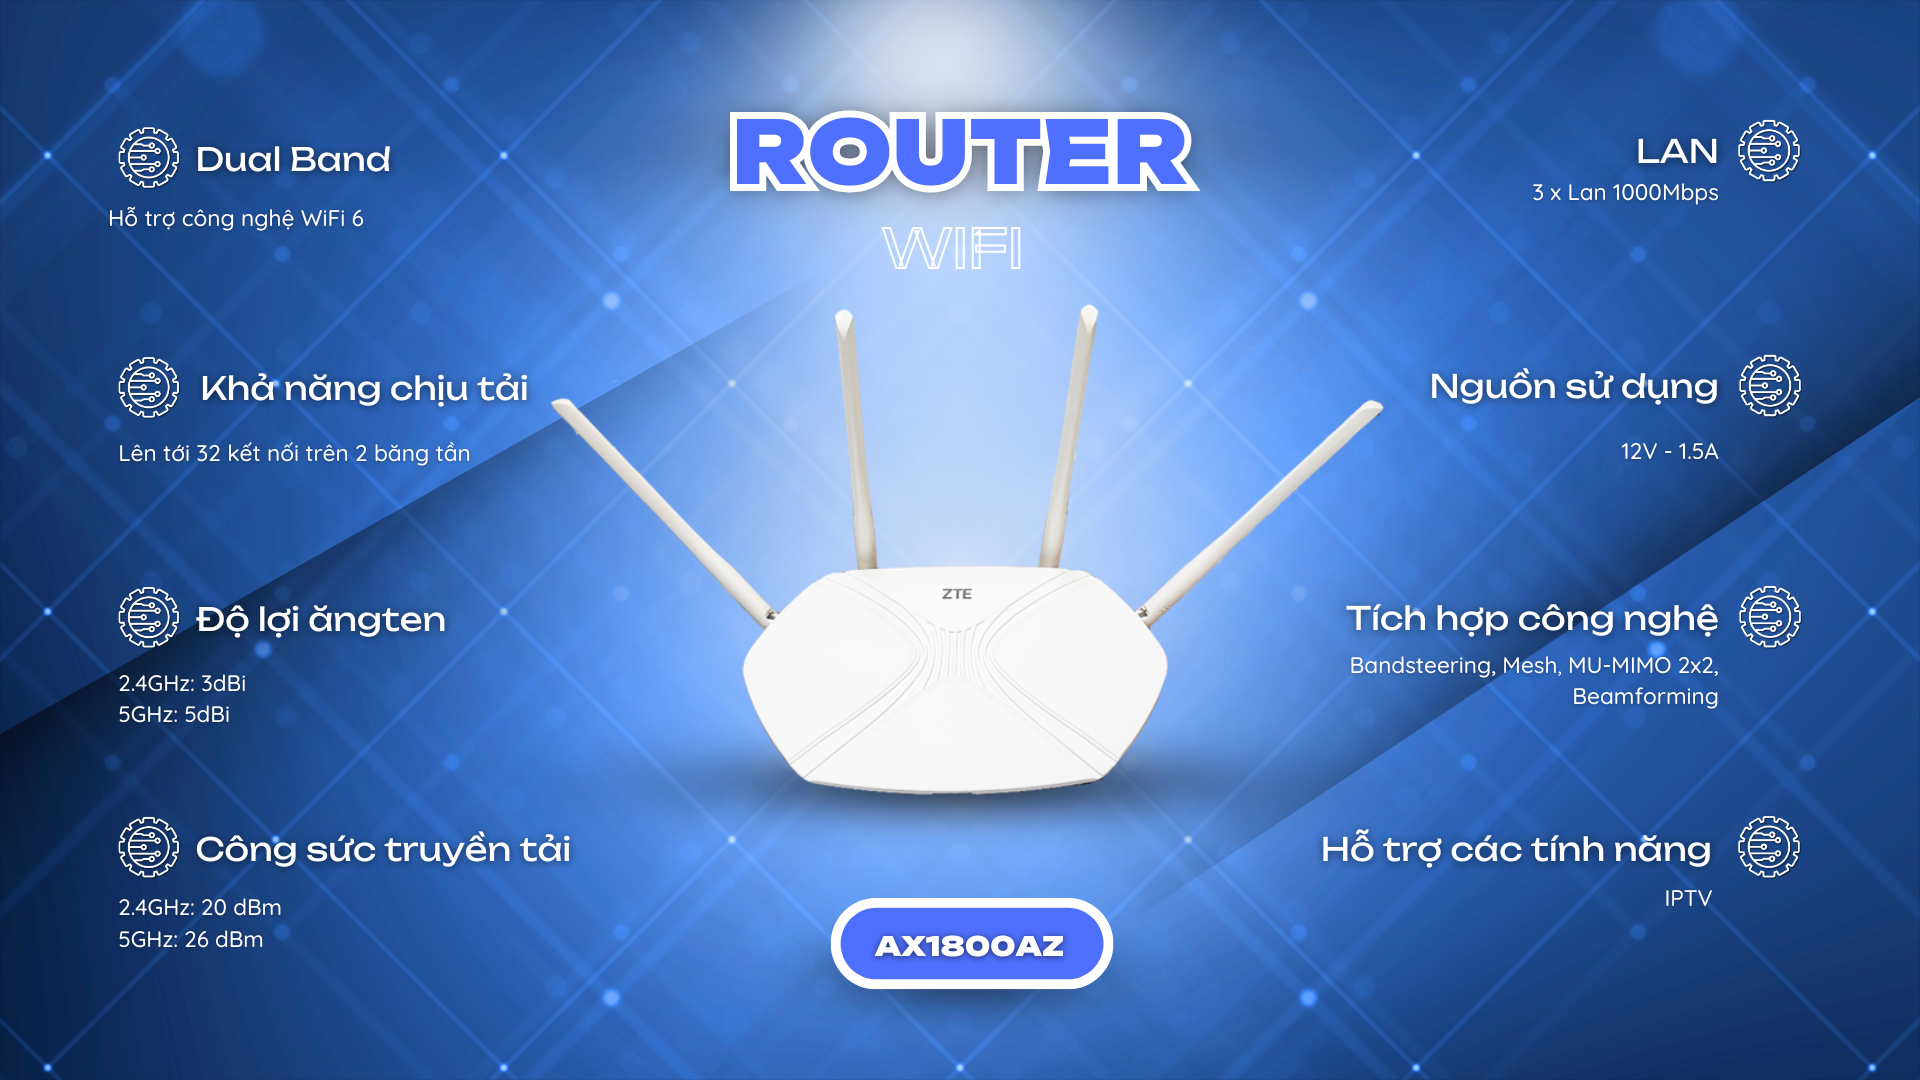 ROUTER
WIFI
Dual Band
Hỗ trợ công nghệ WiFi 6
Khả năng chịu tải
Lên tới 32 kết nối trên 2 băng tần
Độ lợi ăngten
2.4GHz: 3dBi
5GHz: 5dBi
Công sức truyền tải
2.4GHz: 20 dBm
5GHz: 26 dBm
ZTE
AX1800AZ
LAN
3 x Lan 1000Mbps
Nguồn sử dụng
12V - 1.5A
Tích hợp công nghệ
Bandsteering, Mesh, MU-MIMO 2x2,
Beamforming
Hỗ trợ các tính năng
IPTV